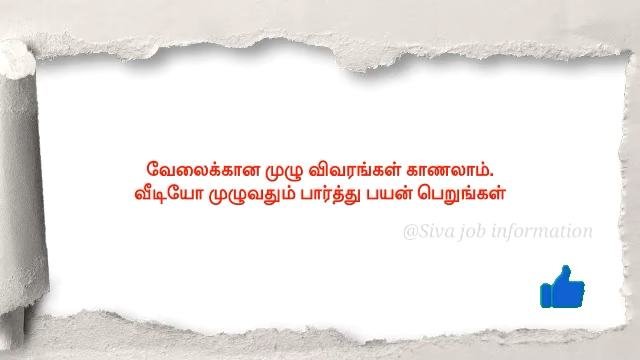 வேலைக்கான முழு விவரங்கள் காணலாம்.
வீடியோ முழுவதும் பார்த்து பயன் பெறுங்கள்
@Siva job information